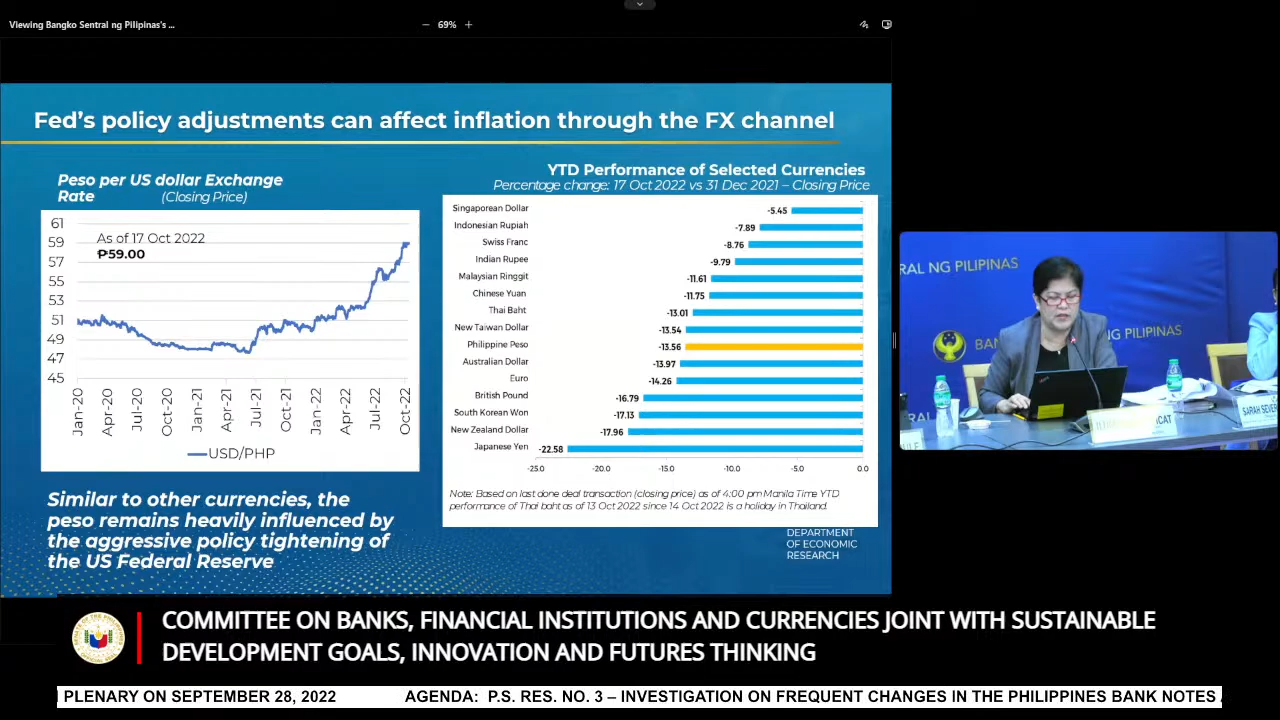 Viewing Bangko Sentral ng Pilipinas's ...
69%
Fed's policy adjustments can affect inflation through the FX channel
Peso per US dollar Exchange
Rate (Closing Price)
61
59
57
55
53
51
49
47
45
As of 17 Oct 2022
₱59.00
Jan-20
Apr-20
Jul-20
Oct-20
Jan-21
Apr-21
Jul-21
Oct-21
Jan-22
Apr-22
Jul-22
Oct-22
USD/PHP
Similar to other currencies, the
peso remains heavily influenced by
the aggressive policy tightening of
the US Federal Reserve
YTD Performance of Selected Currencies
Percentage change: 17 Oct 2022 vs 31 Dec 2021 – Closing Price
Singaporean Dollar -5.45
Indonesian Rupiah -7.89
Swiss Franc -8.76
Indian Rupee -9.79
Malaysian Ringgit -11.61
Chinese Yuan -11.75
Thai Baht -13.01
New Taiwan Dollar -13.54
Philippine Peso -13.56
Australian Dollar -13.97
Euro -14.26
British Pound -16.79
South Korean Won -17.13
New Zealand Dollar -17.96
Japanese Yen -22.58
-25.0 -20.0 -15.0 -10.0 -5.0 0.0
Note: Based on last done deal transaction (closing price) as of 4:00 pm Manila Time YTD
performance of Thai baht as of 13 Oct 2022 since 14 Oct 2022 is a holiday in Thailand.
DEPARTMENT
OF ECONOMIC
RESEARCH
RAL NG PILIPINAS
BAN
NG PILIPINAS
RAL
CAT
SARAH SEVER
COMMITTEE ON BANKS, FINANCIAL INSTITUTIONS AND CURRENCIES JOINT WITH SUSTAINABLE
DEVELOPMENT GOALS, INNOVATION AND FUTURES THINKING
PLENARY ON SEPTEMBER 28, 2022 AGENDA: P.S. RES. NO. 3 – INVESTIGATION ON FREQUENT CHANGES IN THE PHILIPPINES BANK NOTES